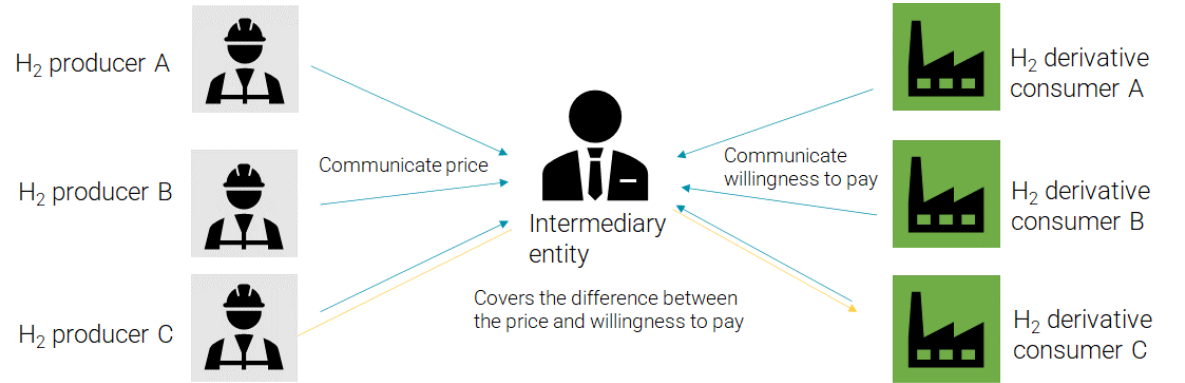 H₂ producer A
H₂ derivative
consumer A
Communicate price
Communicate
willingness to pay
H₂ producer B
H₂ derivative
consumer B
Intermediary
entity
Covers the difference between
the price and willingness to pay
H₂ producer C
H₂ derivative
consumer C